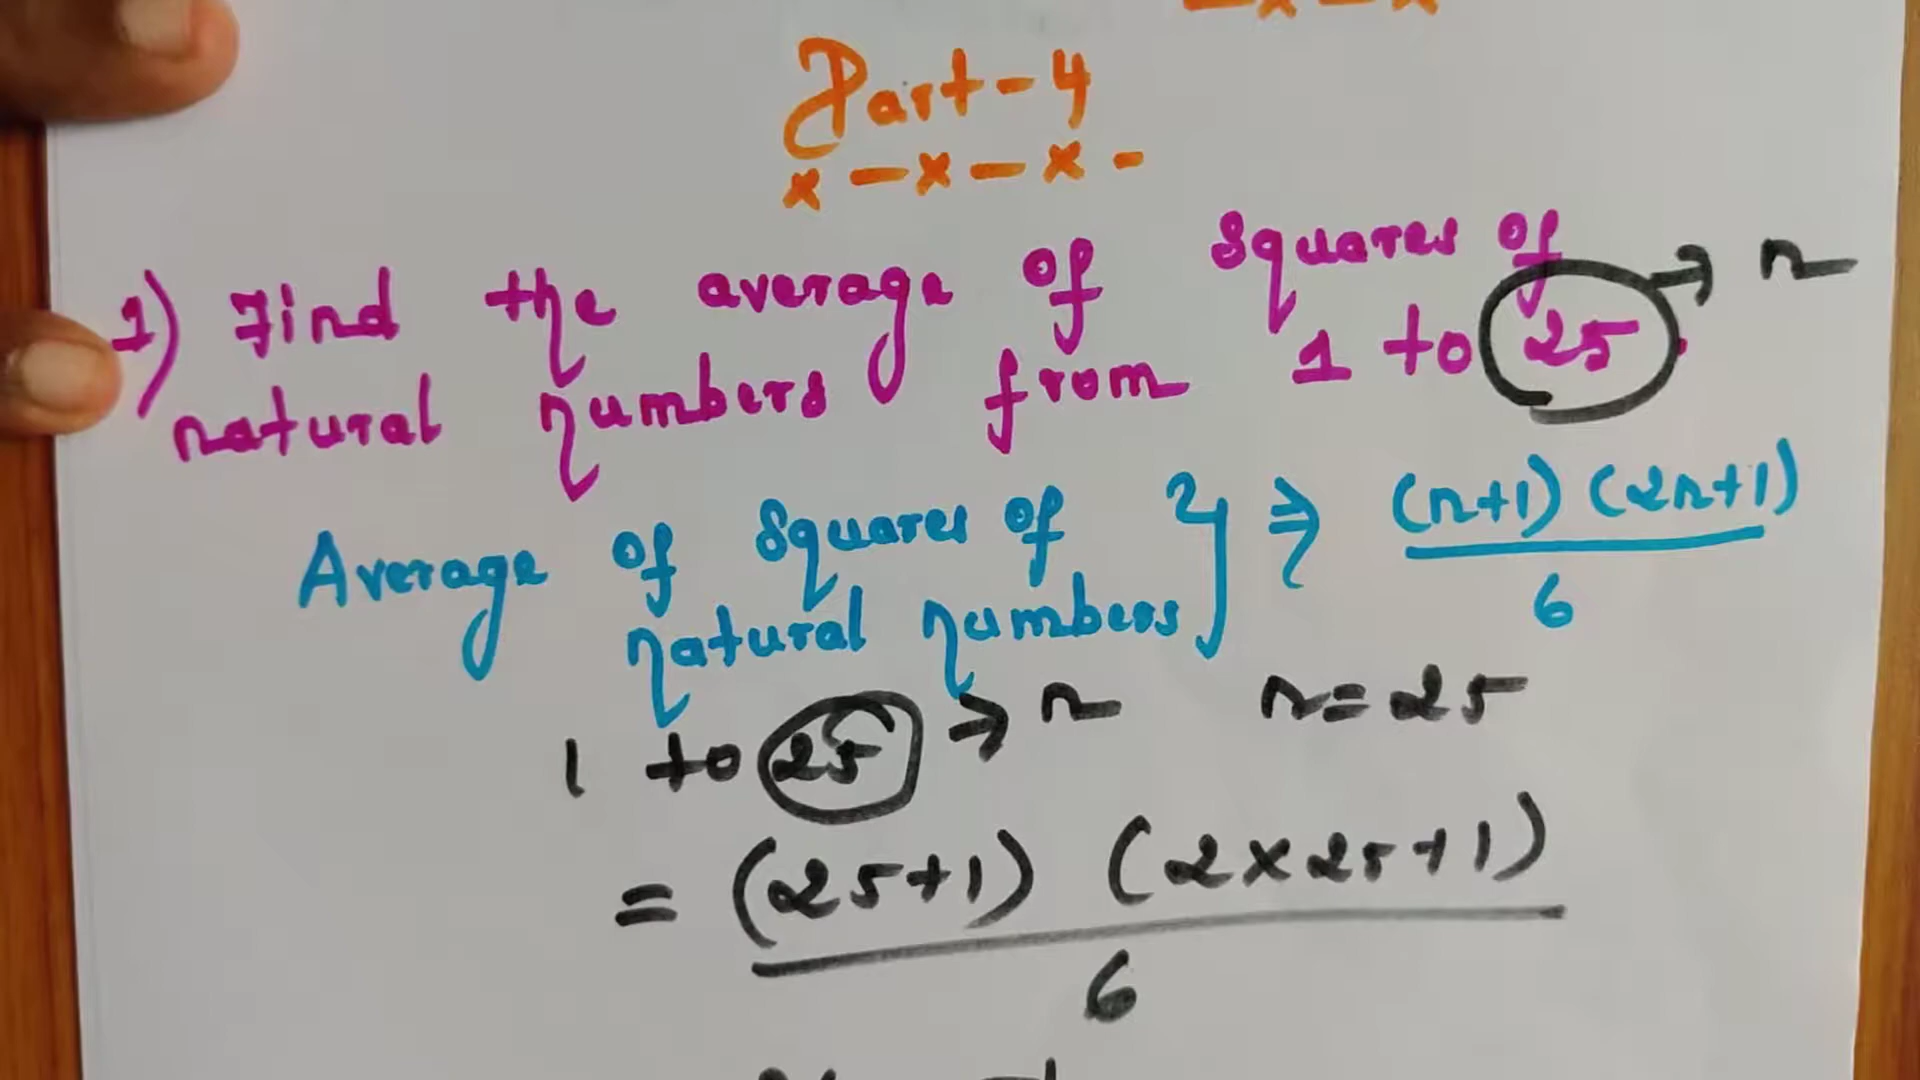 Part-4
x-x-x-
1) Find the average of squares of
natural numbers from 1 to 25. → n
Average of squares of } ⇒ (n+1) (2n+1)
natural numbers 6
1 to 25 → n n=25
= (25+1) (2×25+1)
6